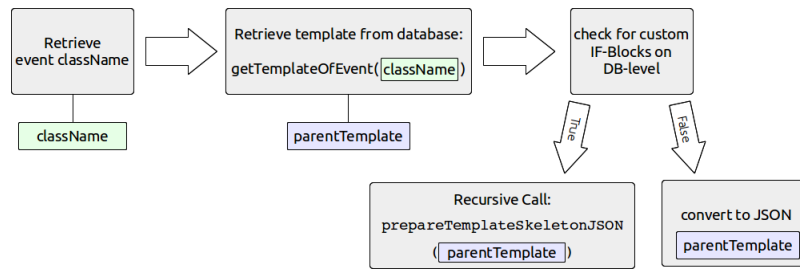 Retrieve
event className
className
Retrieve template from database:
getTemplateOfEvent( className )
parentTemplate
check for custom
IF-Blocks on
DB-level
True
False
Recursive Call:
prepareTemplateSkeletonJSON
( parentTemplate )
convert to JSON
parentTemplate